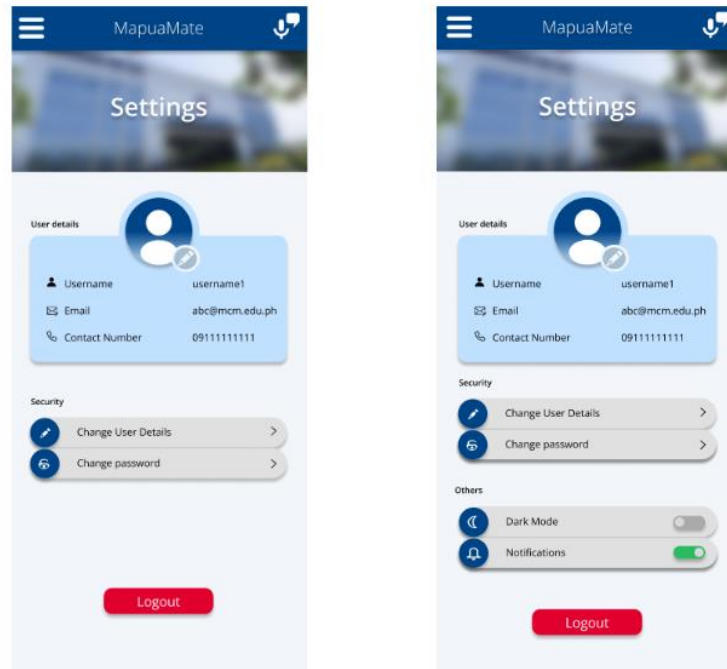 MapuaMate
Settings
User details
Username username1
Email abc@mcm.edu.ph
Contact Number 09111111111
Security
Change User Details
Change password
Logout
MapuaMate
Settings
User details
Username username1
Email abc@mcm.edu.ph
Contact Number 09111111111
Security
Change User Details
Change password
Others
Dark Mode
Notifications
Logout